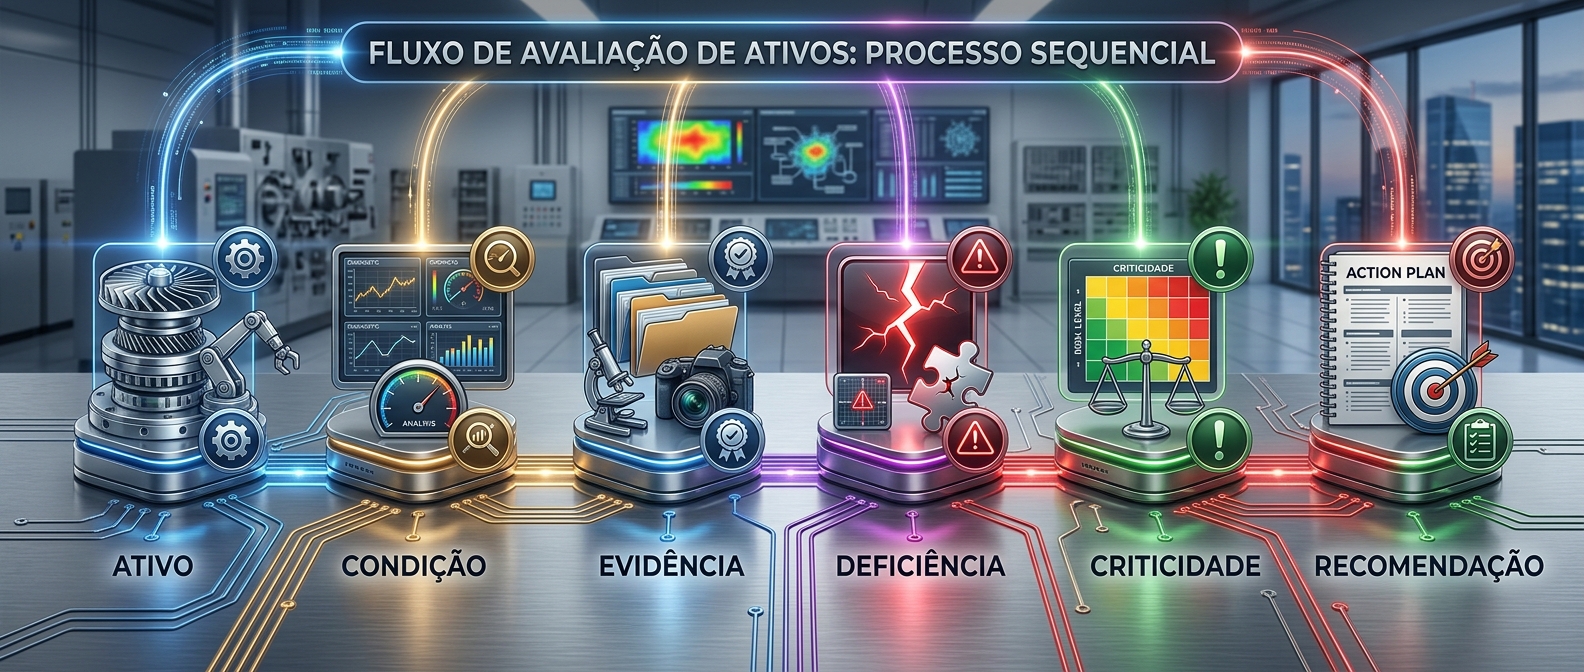 FLUXO DE AVALIAÇÃO DE ATIVOS: PROCESSO SEQUENCIAL
CRITICIDADE
ACTION PLAN
ATIVO
CONDIÇÃO
EVIDÊNCIA
DEFICIÊNCIA
CRITICIDADE
RECOMENDAÇÃO